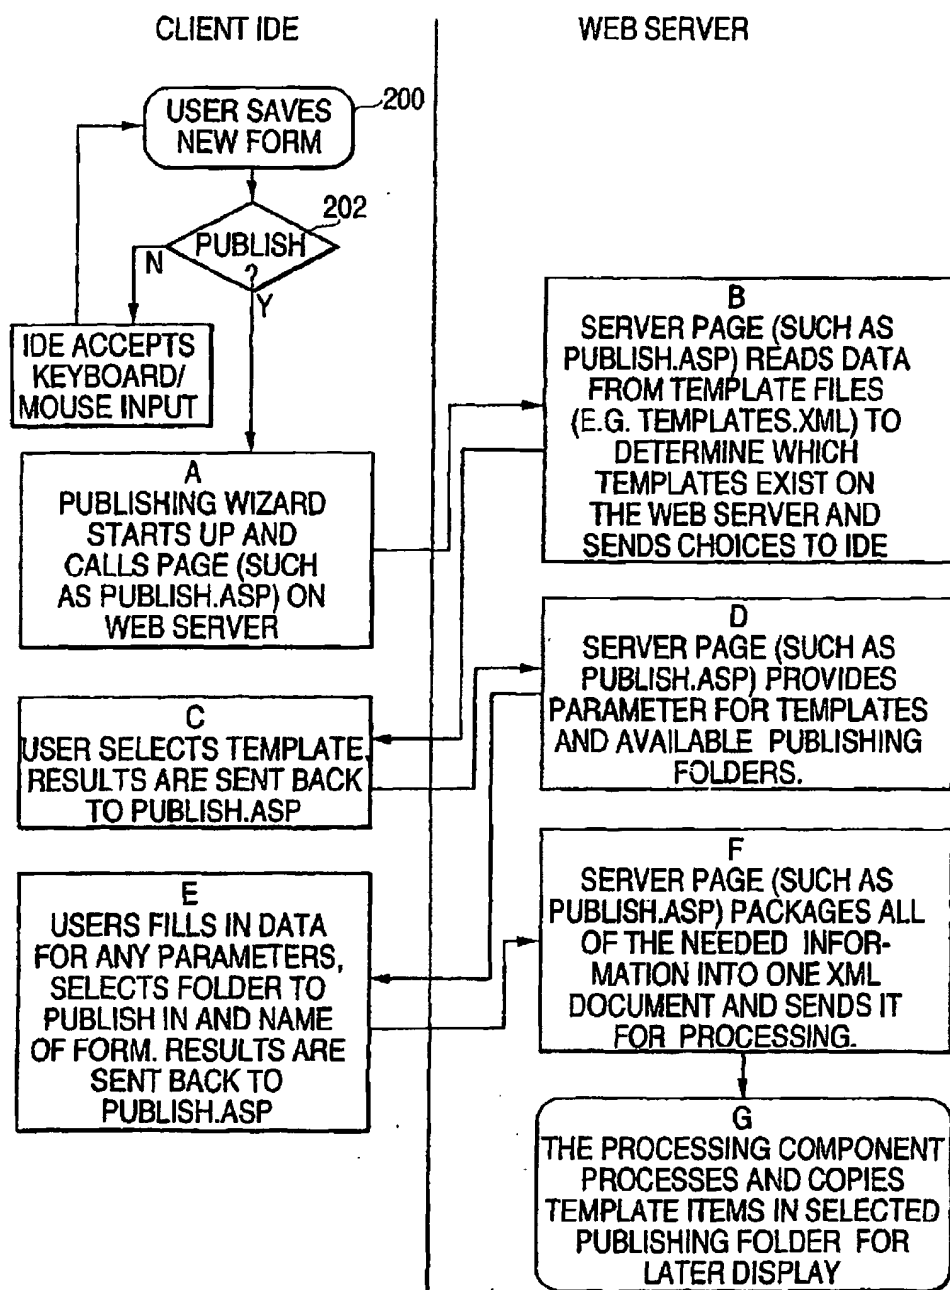 CLIENT IDE
WEB SERVER
USER SAVES
NEW FORM
200
PUBLISH
?
202
N
Y
IDE ACCEPTS
KEYBOARD/
MOUSE INPUT
A
PUBLISHING WIZARD
STARTS UP AND
CALLS PAGE (SUCH
AS PUBLISH.ASP) ON
WEB SERVER
B
SERVER PAGE (SUCH AS
PUBLISH.ASP) READS DATA
FROM TEMPLATE FILES
(E.G. TEMPLATES.XML) TO
DETERMINE WHICH
TEMPLATES EXIST ON
THE WEB SERVER AND
SENDS CHOICES TO IDE
C
USER SELECTS TEMPLATE.
RESULTS ARE SENT BACK
TO PUBLISH.ASP
D
SERVER PAGE (SUCH AS
PUBLISH.ASP) PROVIDES
PARAMETER FOR TEMPLATES
AND AVAILABLE PUBLISHING
FOLDERS.
E
USERS FILLS IN DATA
FOR ANY PARAMETERS,
SELECTS FOLDER TO
PUBLISH IN AND NAME
OF FORM. RESULTS ARE
SENT BACK TO
PUBLISH.ASP
F
SERVER PAGE (SUCH AS
PUBLISH.ASP) PACKAGES ALL
OF THE NEEDED INFOR-
MATION INTO ONE XML
DOCUMENT AND SENDS IT
FOR PROCESSING.
G
THE PROCESSING COMPONENT
PROCESSES AND COPIES
TEMPLATE ITEMS IN SELECTED
PUBLISHING FOLDER FOR
LATER DISPLAY